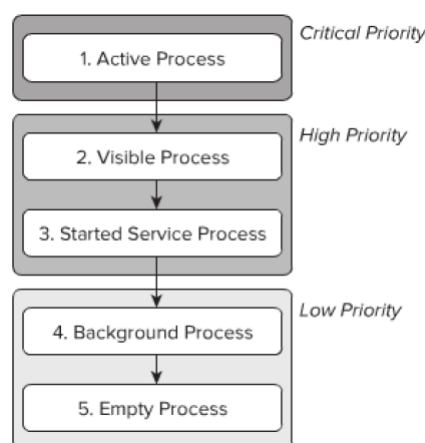 Critical Priority
1. Active Process
High Priority
2. Visible Process
3. Started Service Process
Low Priority
4. Background Process
5. Empty Process